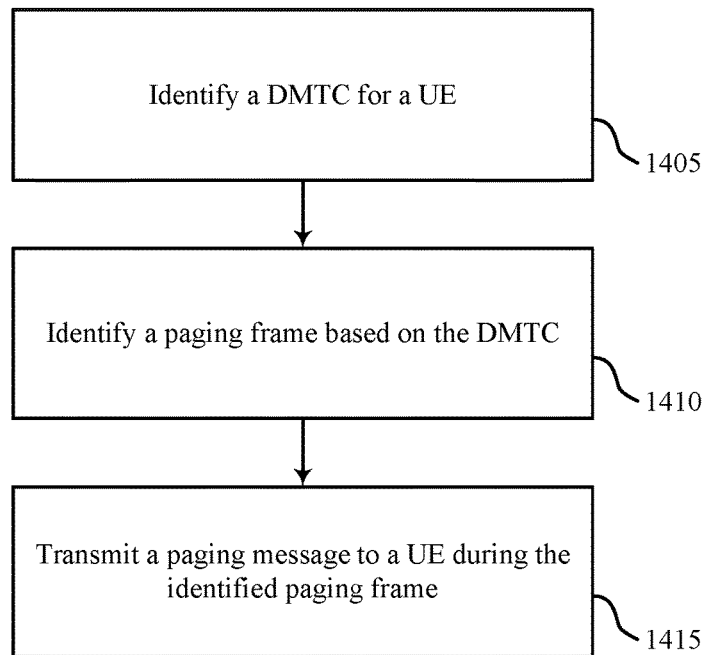 Identify a DMTC for a UE
1405
Identify a paging frame based on the DMTC
1410
Transmit a paging message to a UE during the
identified paging frame
1415